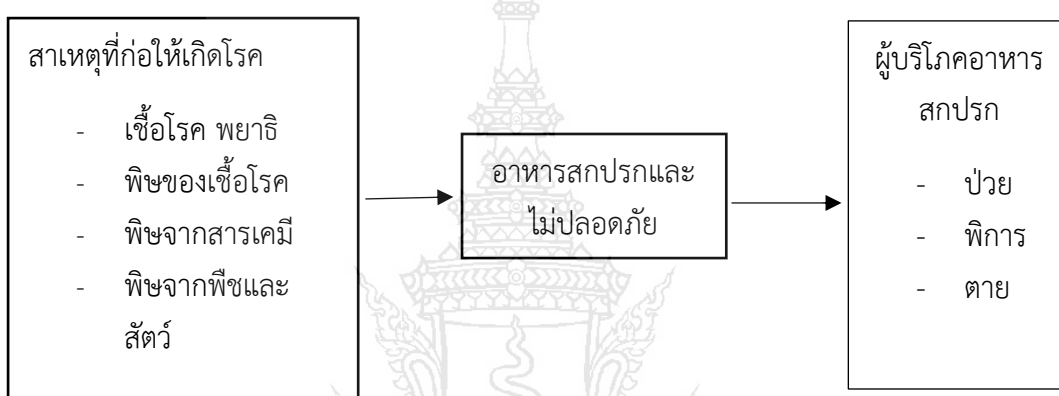 สาเหตุที่ก่อให้เกิดโรค
- เชื้อโรค พยาธิ
- พิษของเชื้อโรค
- พิษจากสารเคมี
- พิษจากพืชและ
สัตว์
อาหารสกปรกและ
ไม่ปลอดภัย
ผู้บริโภคอาหาร
สกปรก
- ป่วย
- พิการ
- ตาย